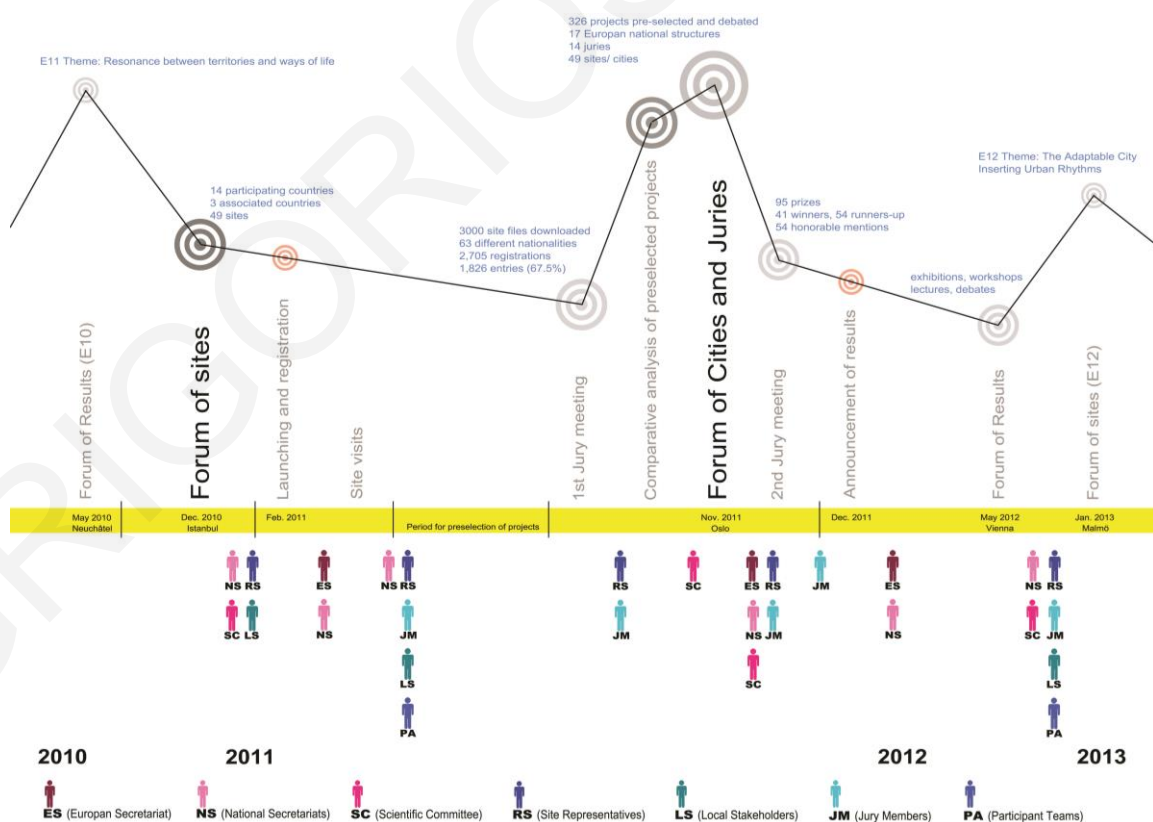 GRIGORIOS
326 projects pre-selected and debated
17 Europan national structures
14 juries
49 sites/ cities
E11 Theme: Resonance between territories and ways of life
E12 Theme: The Adaptable City
Inserting Urban Rhythms
14 participating countries
3 associated countries
49 sites
3000 site files downloaded
63 different nationalities
2,705 registrations
1,826 entries (67.5%)
95 prizes
41 winners, 54 runners-up
54 honorable mentions
exhibitions, workshops
lectures, debates
Forum of Results (E10)
Forum of sites
Launching and registration
Site visits
1st Jury meeting
Comparative analysis of preselected projects
Forum of Cities and Juries
2nd Jury meeting
Announcement of results
Forum of Results
Forum of sites (E12)
May 2010
Neuchâtel
Dec. 2010
Istanbul
Feb. 2011
Period for preselection of projects
Nov. 2011
Oslo
Dec. 2011
May 2012
Vienna
Jan. 2013
Malmö
NS RS ES NS RS RS SC ES RS JM ES NS RS
SC LS NS JM JM NS JM NS SC JM
LS SC LS
PA PA
2010 2011 2012 2013
ES (Europan Secretariat) NS (National Secretariats) SC (Scientific Committee) RS (Site Representatives) LS (Local Stakeholders) JM (Jury Members) PA (Participant Teams)